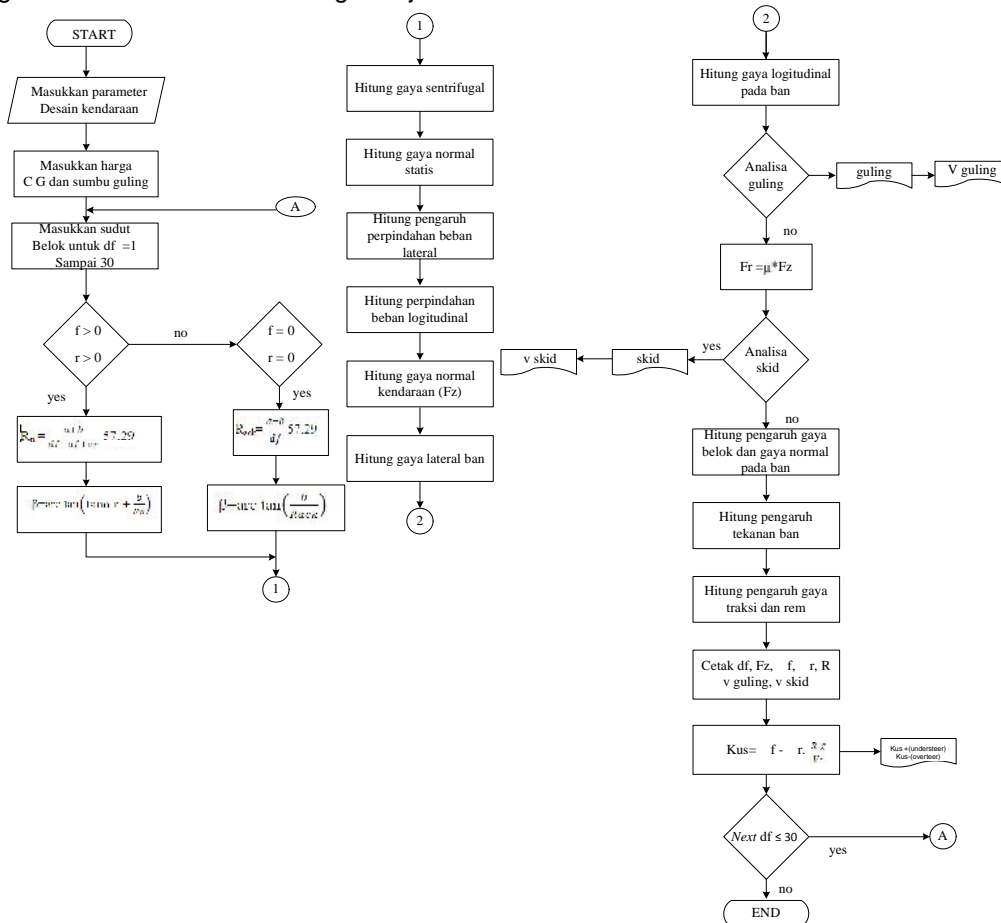 START
Masukkan parameter
Desain kendaraan
Masukkan harga
C G dan sumbu guling
A
Masukkan sudut
Belok untuk df =1
Sampai 30
f > 0
r > 0
no
f = 0
r = 0
yes
yes
57.29
57.29
1
1
Hitung gaya sentrifugal
Hitung gaya normal
statis
Hitung pengaruh
perpindahan beban
lateral
Hitung perpindahan
beban logitudinal
Hitung gaya normal
kendaraan (Fz)
Hitung gaya lateral ban
2
2
Hitung gaya logitudinal
pada ban
Analisa
guling
guling
V guling
no
Fr =μ*Fz
Analisa
skid
yes
skid
v skid
no
Hitung pengaruh gaya
belok dan gaya normal
pada ban
Hitung pengaruh
tekanan ban
Hitung pengaruh gaya
traksi dan rem
Cetak df, Fz, f, r, R
v guling, v skid
Kus= f - r.
Kus +(understeer)
Kus-(oversteer)
Next df ≤ 30
yes
A
no
END